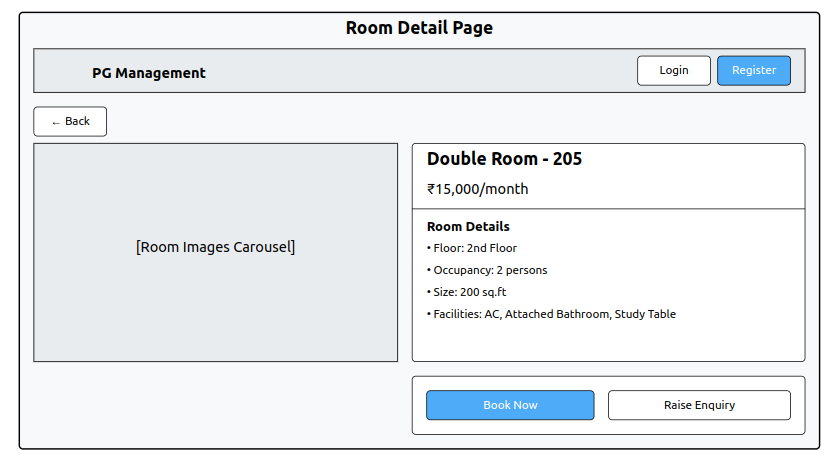 Room Detail Page
PG Management
Login
Register
← Back
[Room Images Carousel]
Double Room - 205
₹15,000/month
Room Details
• Floor: 2nd Floor
• Occupancy: 2 persons
• Size: 200 sq.ft
• Facilities: AC, Attached Bathroom, Study Table
Book Now
Raise Enquiry